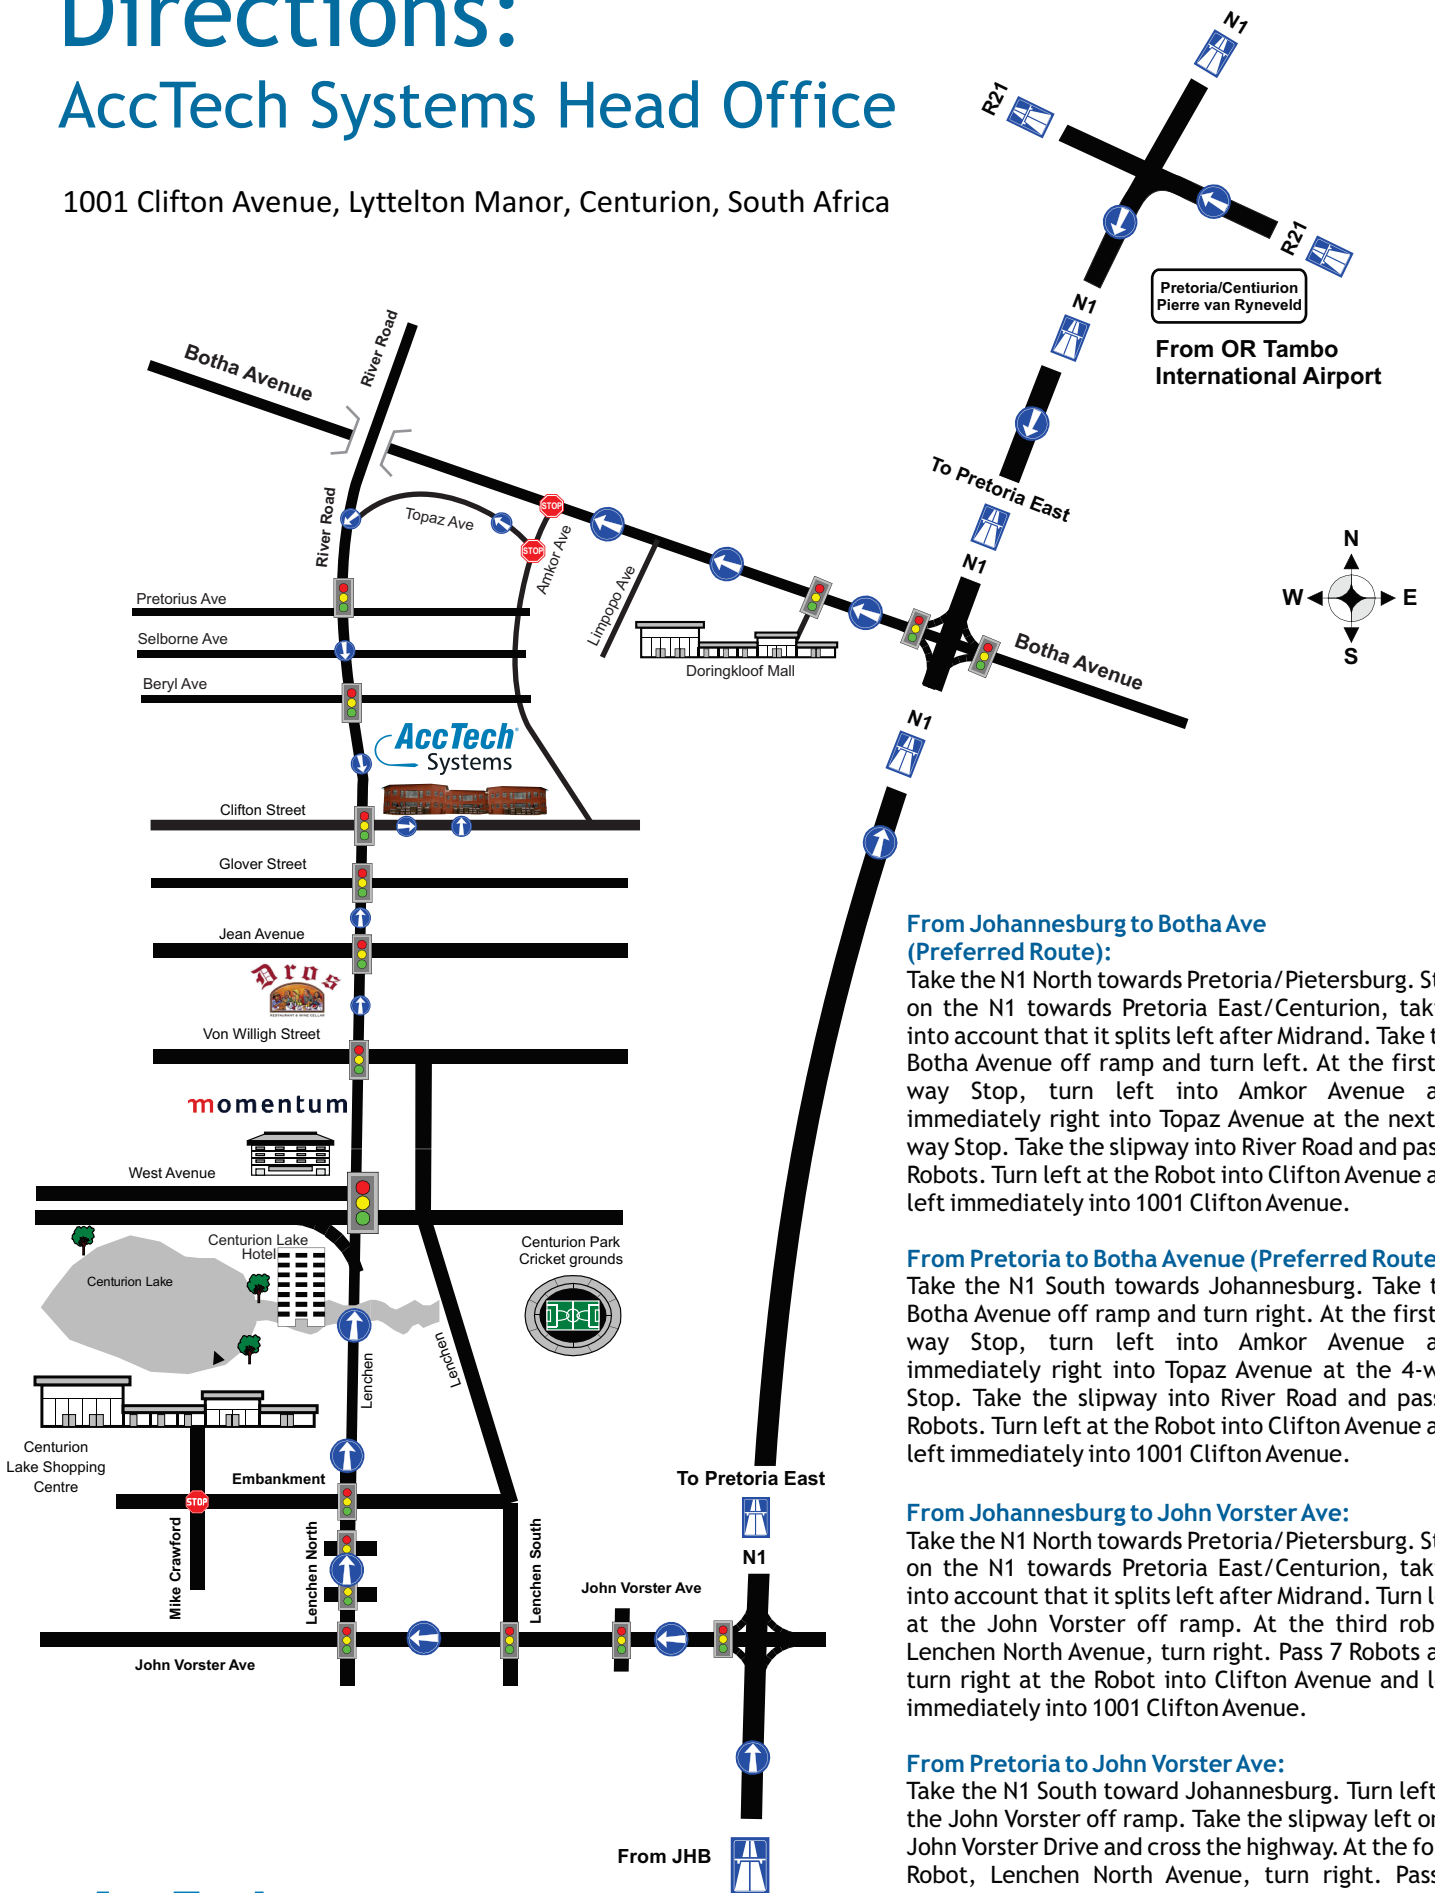 Directions:
AccTech Systems Head Office
1001 Clifton Avenue, Lyttelton Manor, Centurion, South Africa
N1
R21
R21
Pretoria/Centiurion
Pierre van Ryneveld
N1
From OR Tambo
International Airport
River Road
Botha Avenue
To Pretoria East
N1
River Road
Topaz Ave
STOP
STOP
Amkor Ave
Limpopo Ave
Pretorius Ave
Selborne Ave
Beryl Ave
Doringkloof Mall
Botha Avenue
N
W
E
S
N1
AccTech
Systems
Clifton Street
Glover Street
Jean Avenue
Dros
RESTAURANT & WINE CELLAR
Von Willigh Street
momentum
West Avenue
Centurion Lake
Hotel
Centurion Lake
Centurion Park
Cricket grounds
Lenchen
Lenchen
Centurion
Lake Shopping
Centre
Embankment
STOP
Mike Crawford
Lenchen North
Lenchen South
John Vorster Ave
John Vorster Ave
To Pretoria East
N1
From JHB
From Johannesburg to Botha Ave
(Preferred Route):
Take the N1 North towards Pretoria/Pietersburg.
on the N1 towards Pretoria East/Centurion,
into account that it splits left after Midrand. Take
Botha Avenue off ramp and turn left. At the first
way Stop, turn left into Amkor Avenue
immediately right into Topaz Avenue at the next
way Stop. Take the slipway into River Road and
Robots. Turn left at the Robot into Clifton Avenue
left immediately into 1001 Clifton Avenue.
From Pretoria to Botha Avenue (Preferred Route
Take the N1 South towards Johannesburg. Take
Botha Avenue off ramp and turn right. At the first
way Stop, turn left into Amkor Avenue
immediately right into Topaz Avenue at the 4-w
Stop. Take the slipway into River Road and pass
Robots. Turn left at the Robot into Clifton Avenue
left immediately into 1001 Clifton Avenue.
From Johannesburg to John Vorster Ave:
Take the N1 North towards Pretoria/Pietersburg.
on the N1 towards Pretoria East/Centurion,
into account that it splits left after Midrand. Turn
at the John Vorster off ramp. At the third
Lenchen North Avenue, turn right. Pass 7 Robots
turn right at the Robot into Clifton Avenue and
immediately into 1001 Clifton Avenue.
From Pretoria to John Vorster Ave:
Take the N1 South toward Johannesburg. Turn left
the John Vorster off ramp. Take the slipway left
John Vorster Drive and cross the highway. At the
Robot, Lenchen North Avenue, turn right. Pass